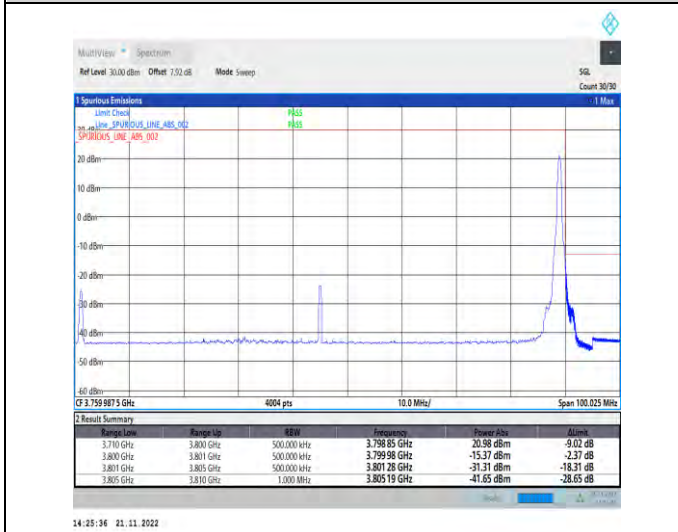 MultiView Spectrum
Ref Level 30.00 dBm Offset 7.92 dB Mode Sweep SGL
Count 30/30
1 Spurious Emissions 1 Max
Limit Check PASS
Line _SPURIOUS_LINE_ABS_002 PASS
_SPURIOUS_LINE_ABS_002
20 dBm
10 dBm
0 dBm
-10 dBm
-20 dBm
-30 dBm
-40 dBm
-50 dBm
-60 dBm
CF 3.759 987 5 GHz 4004 pts 10.0 MHz/ Span 100.025 MHz
2 Result Summary
Range Low Range Up RBW Frequency Power Abs ΔLimit
3.710 GHz 3.800 GHz 500.000 kHz 3.798 85 GHz 20.98 dBm -9.02 dB
3.800 GHz 3.801 GHz 500.000 kHz 3.799 98 GHz -15.37 dBm -2.37 dB
3.801 GHz 3.805 GHz 500.000 kHz 3.801 28 GHz -31.31 dBm -18.31 dB
3.805 GHz 3.810 GHz 1.000 MHz 3.805 19 GHz -41.65 dBm -28.65 dB
14:25:36 21.11.2022